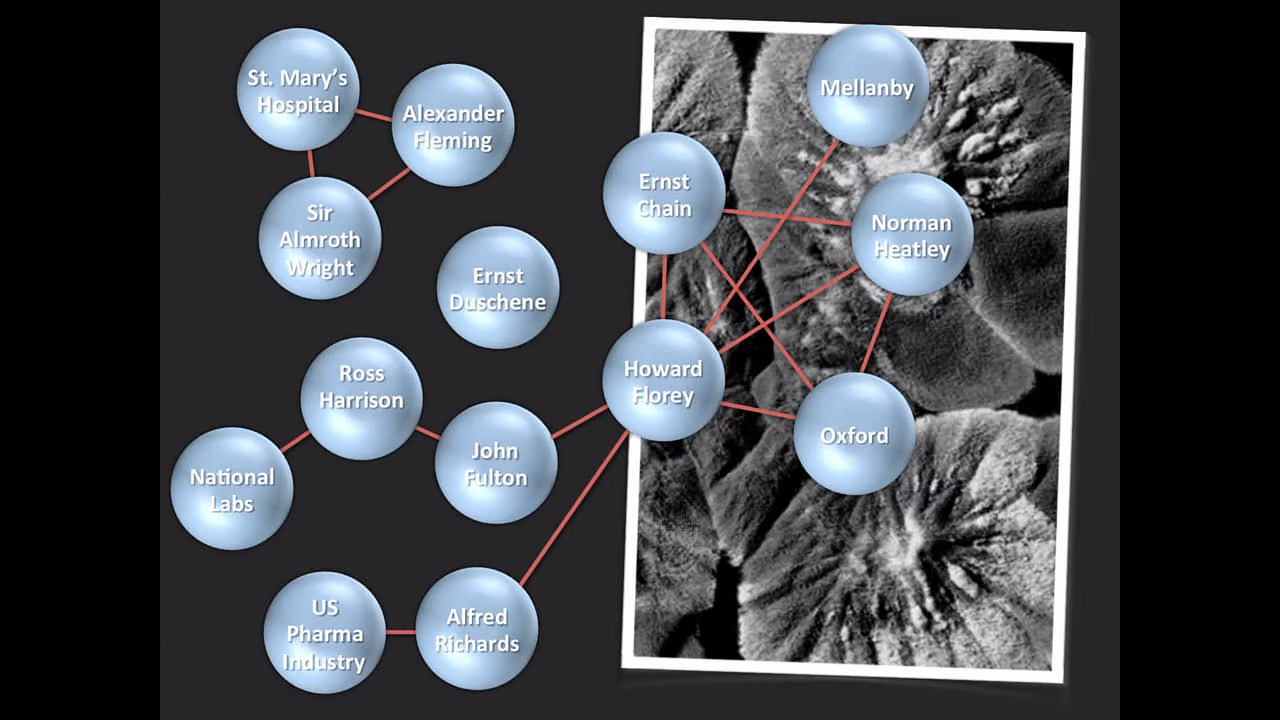 St. Mary's
Hospital
Alexander
Fleming
Sir
Almroth
Wright
Ernst
Duschene
Mellanby
Ernst
Chain
Norman
Heatley
Howard
Florey
Oxford
Ross
Harrison
John
Fulton
National
Labs
US
Pharma
Industry
Alfred
Richards